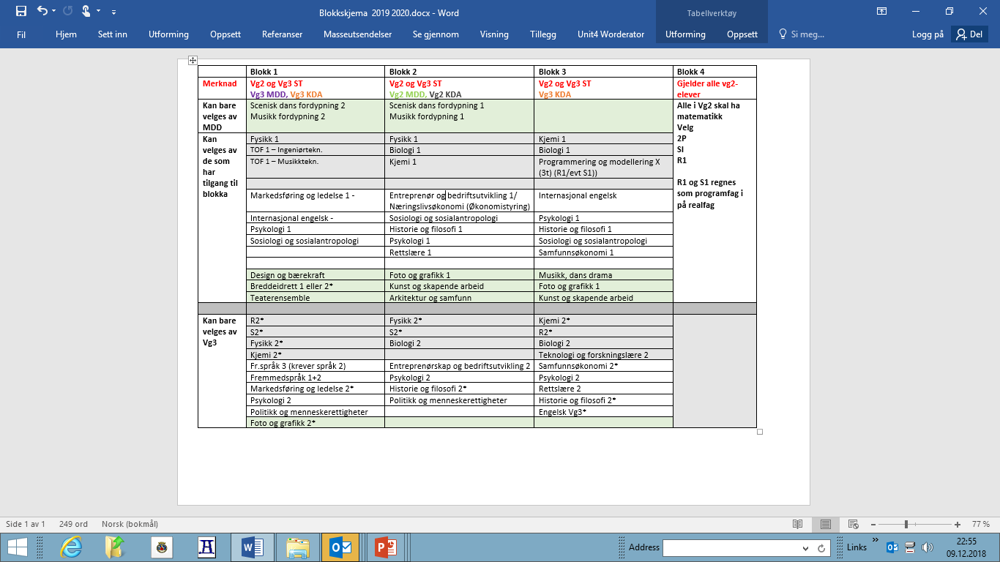 Blokkskjema 2019 2020.docx - Word
Tabellverktøy
Fil Hjem Sett inn Utforming Oppsett Referanser Masseutsendelser Se gjennom Visning Tillegg Unit4 Worderator Utforming Oppsett Si meg... Logg på Del
Blokk 1 Blokk 2 Blokk 3 Blokk 4
Merknad
Vg2 og Vg3 ST
Vg3 MDD, Vg3 KDA
Vg2 og Vg3 ST
Vg2 MDD, Vg2 KDA
Vg2 og Vg3 ST
Vg3 KDA
Gjelder alle vg2-
elever
Kan bare
velges av
MDD
Scenisk dans fordypning 2
Musikk fordypning 2
Scenisk dans fordypning 1
Musikk fordypning 1
Alle i Vg2 skal ha
matematikk
Velg
2P
SI
R1
R1 og S1 regnes
som programfag i
på realfag
Kan
velges av
de som
har
tilgang til
blokka
Fysikk 1 Fysikk 1 Kjemi 1
TOF 1 – Ingeniørtekn. Biologi 1 Biologi 1
TOF 1 – Musikktekn. Kjemi 1 Programmering og modellering X
(3t) (R1/evt S1))
Markedsføring og ledelse 1 - Entreprenør og bedriftsutvikling 1/ Internasjonal engelsk
Næringslivsøkonomi (Økonomistyring)
Internasjonal engelsk - Sosiologi og sosialantropologi Psykologi 1
Psykologi 1 Historie og filosofi 1 Historie og filosofi 1
Sosiologi og sosialantropologi Psykologi 1 Sosiologi og sosialantropologi
Rettslære 1 Samfunnsøkonomi 1
Design og bærekraft Foto og grafikk 1 Musikk, dans drama
Breddeidrett 1 eller 2* Kunst og skapende arbeid Foto og grafikk 1
Teaterensemble Arkitektur og samfunn Kunst og skapende arbeid
Kan bare
velges av
Vg3
R2* Fysikk 2* Kjemi 2*
S2* S2* R2*
Fysikk 2* Biologi 2 Biologi 2
Kjemi 2* Teknologi og forskningslære 2
Fr.språk 3 (krever språk 2) Entreprenørskap og bedriftsutvikling 2 Samfunnsøkonomi 2*
Fremmedspråk 1+2 Psykologi 2 Psykologi 2
Markedsføring og ledelse 2* Historie og filosofi 2* Rettslære 2
Psykologi 2 Politikk og menneskerettigheter Historie og filosofi 2*
Politikk og menneskerettigheter Engelsk Vg3*
Foto og grafikk 2*
Side 1 av 1 249 ord Norsk (bokmål) 77 %
Address Links 22:55
09.12.2018